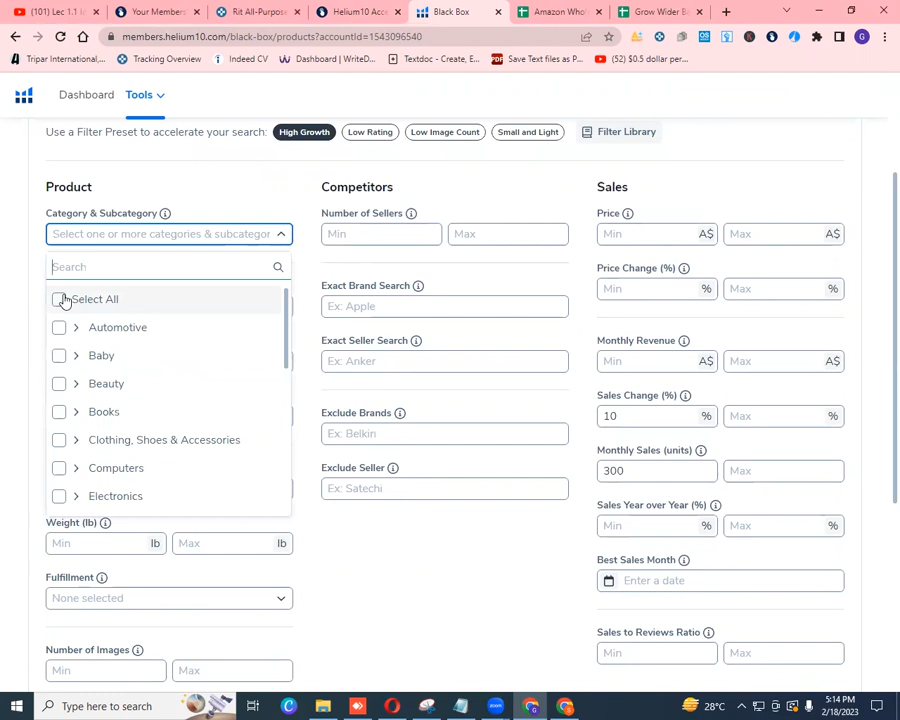 (101) Lec 1.1 M
Your Members
Rit All-Purpose
Helium10 Acce
Black Box
Amazon Who
Grow Wider B
members.helium10.com/black-box/products?accountId=1543096540
Tripar International,...
Tracking Overview
Indeed CV
Dashboard | WriteD...
Textdoc - Create, E...
Save Text files as P...
(52) $0.5 dollar per...
Dashboard
Tools
Use a Filter Preset to accelerate your search:
High Growth
Low Rating
Low Image Count
Small and Light
Filter Library
Product
Competitors
Sales
Category & Subcategory
Number of Sellers
Price
Select one or more categories & subcategor
Min
Max
Min A$
Max A$
Search
Price Change (%)
Exact Brand Search
Min %
Max %
Select All
Ex: Apple
Automotive
Exact Seller Search
Monthly Revenue
Baby
Ex: Anker
Min A$
Max A$
Beauty
Sales Change (%)
Books
Exclude Brands
10 %
Max %
Clothing, Shoes & Accessories
Ex: Belkin
Monthly Sales (units)
Computers
Exclude Seller
300
Max
Electronics
Ex: Satechi
Sales Year over Year (%)
Weight (lb)
Min %
Max %
Min lb
Max lb
Best Sales Month
Fulfillment
Enter a date
None selected
Sales to Reviews Ratio
Number of Images
Min
Max
Min
Max
Type here to search
zoom
28°C
5:14 PM
2/18/2023